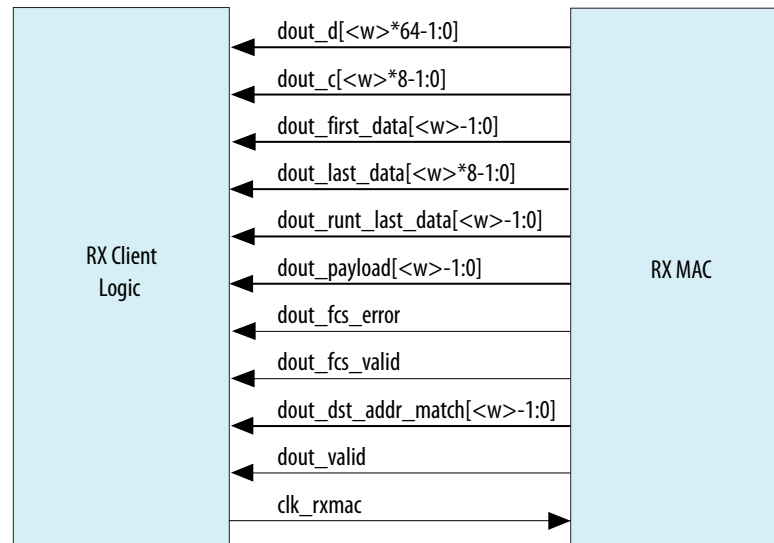 dout_d[<w>*64-1:0]
dout_c[<w>*8-1:0]
dout_first_data[<w>-1:0]
dout_last_data[<w>*8-1:0]
dout_runt_last_data[<w>-1:0]
RX Client
Logic
dout_payload[<w>-1:0]
RX MAC
dout_fcs_error
dout_fcs_valid
dout_dst_addr_match[<w>-1:0]
dout_valid
clk_rxmac